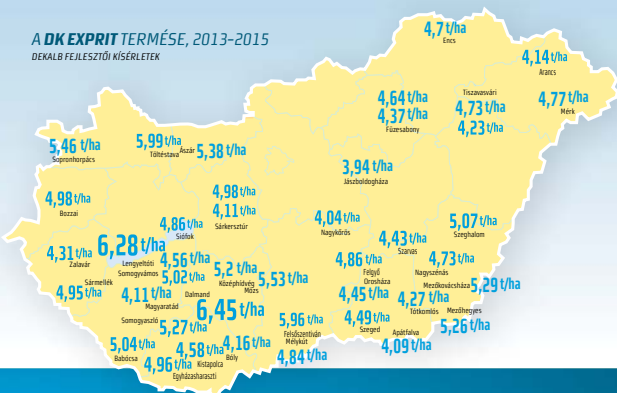 A DK EXPRIT TERMÉSE, 2013–2015
DEKALB FEJLESZTŐI KÍSÉRLETEK
4,7 t/ha
Encs
4,14 t/ha
Arancs
4,64 t/ha
4,37 t/ha
Füzesabony
Tiszavasvári
4,73 t/ha
4,23 t/ha
4,77 t/ha
Mérk
5,46 t/ha
Sopronhorpács
5,99 t/ha
Töltéstava
Ászár
5,38 t/ha
3,94 t/ha
Jászboldogháza
4,98 t/ha
Bozzai
4,98 t/ha
4,11 t/ha
Sárkersztúr
4,86 t/ha
Siófok
4,04 t/ha
Nagykőrös
5,07 t/ha
Szeghalom
4,31 t/ha
Zalavár
6,28 t/ha
Lengyeltóti
Somogyvámos
4,56 t/ha
5,02 t/ha
Dalmand
5,2 t/ha
Középhídvég
Mözs
5,53 t/ha
4,43 t/ha
Szarvas
4,86 t/ha
Felgyő
Orosháza
4,73 t/ha
Nagyszénás
Mezőkovácsháza
5,29 t/ha
Sármellék
4,95 t/ha
4,11 t/ha
Magyaratád
6,45 t/ha
4,45 t/ha
4,27 t/ha
Tótkomlós
Mezőhegyes
5,26 t/ha
Somogyaszló
5,27 t/ha
5,96 t/ha
Felsőszentiván
Mélykút
4,84 t/ha
4,49 t/ha
Szeged
Apátfalva
4,09 t/ha
5,04 t/ha
Babócsa
4,58 t/ha
Kistapolca
4,16 t/ha
Bóly
4,96 t/ha
Egyházasharaszti